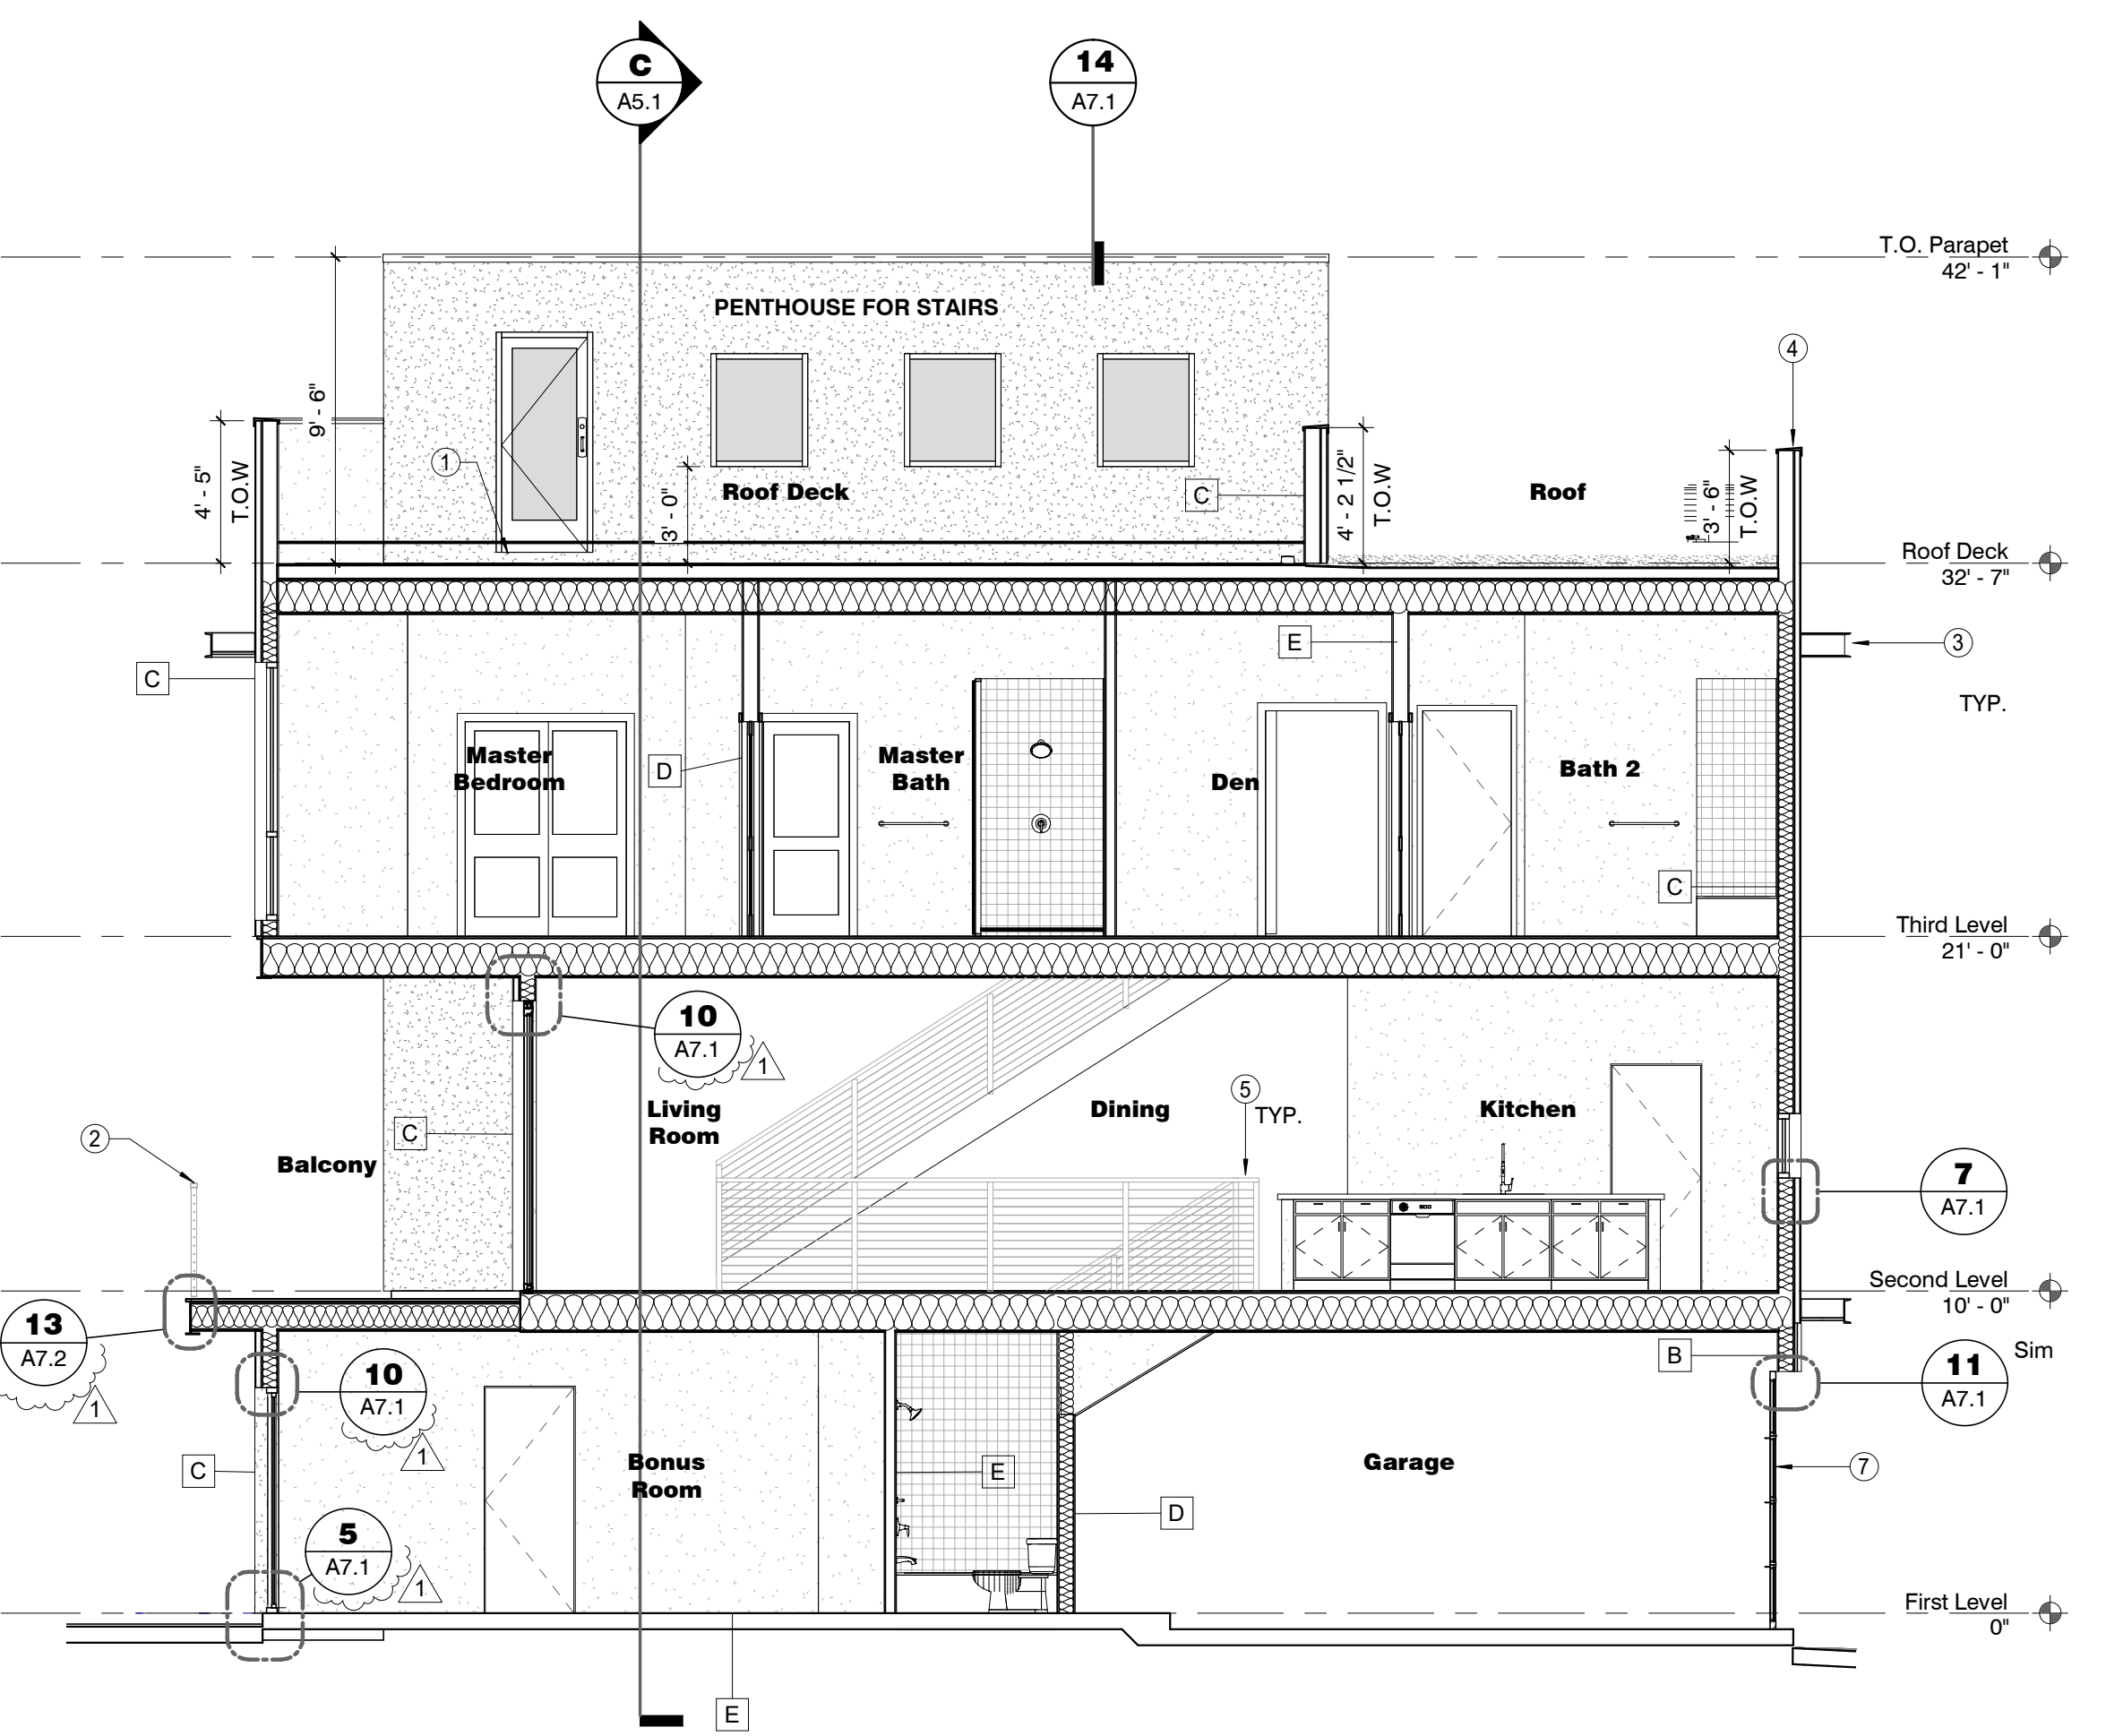 C
A5.1
14
A7.1
T.O. Parapet
42' - 1"
PENTHOUSE FOR STAIRS
4
9' - 6"
4' - 5"
T.O.W
1
3' - 0"
Roof Deck
C
4' - 2 1/2"
T.O.W
Roof
3' - 6"
T.O.W
Roof Deck
32' - 7"
E
3
TYP.
C
Master
Bedroom
D
Master
Bath
Den
Bath 2
C
Third Level
21' - 0"
10
A7.1
1
2
Balcony
C
Living
Room
Dining
5
TYP.
Kitchen
7
A7.1
Second Level
10' - 0"
13
A7.2
1
10
A7.1
1
B
11
A7.1
Sim
C
Bonus
Room
E
D
Garage
7
5
A7.1
1
First Level
0"
E